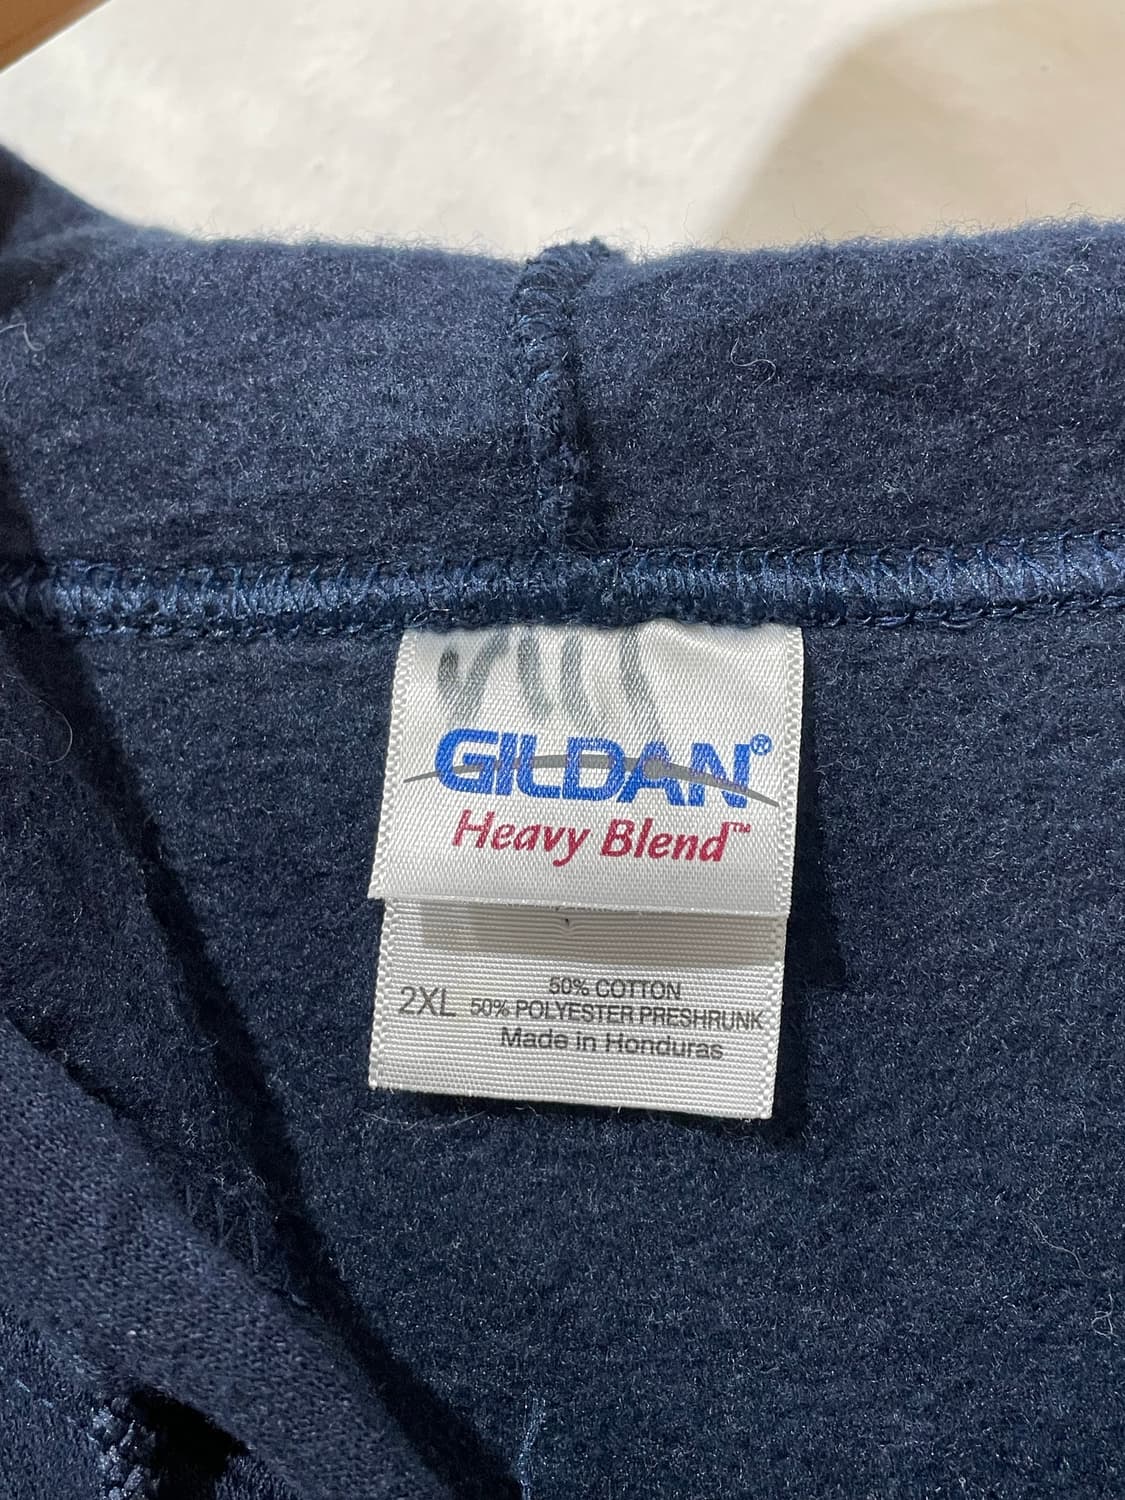 GILDAN®
Heavy Blend™
50% COTTON
2XL 50% POLYESTER PRESHRUNK
Made in Honduras